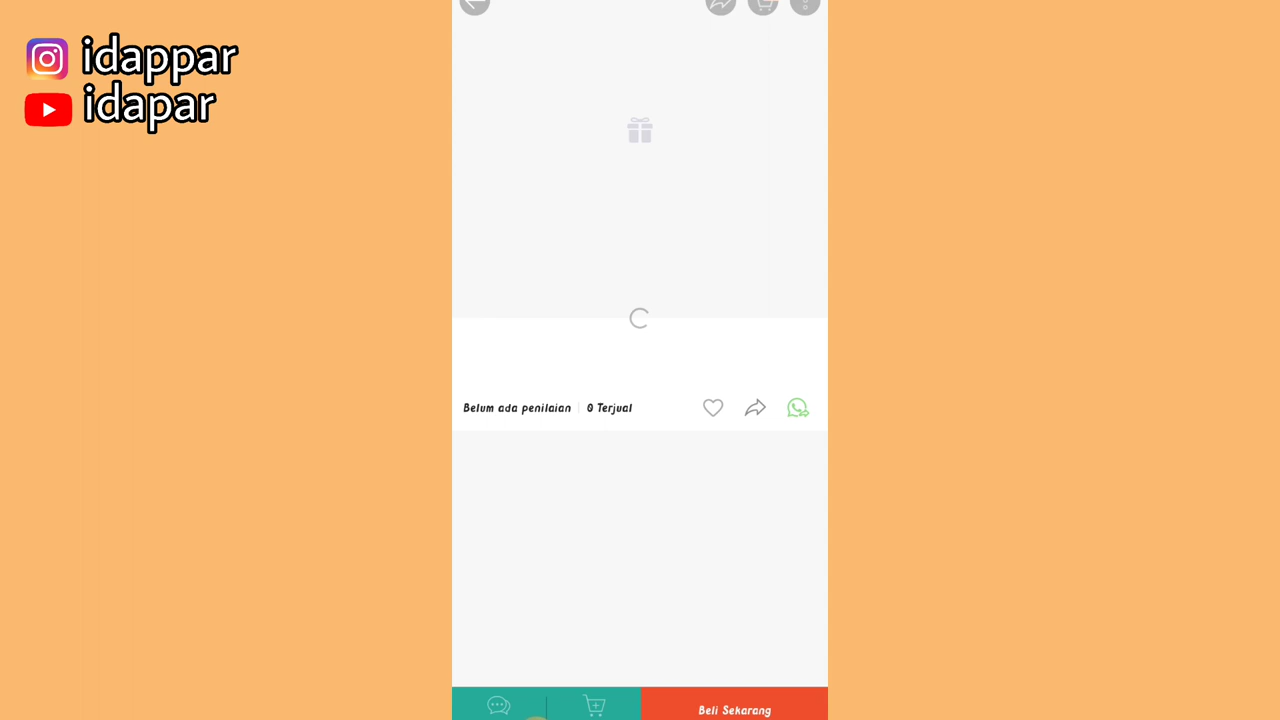 idappar
idapar
Belum ada penilaian
0 Terjual
Beli Sekarang